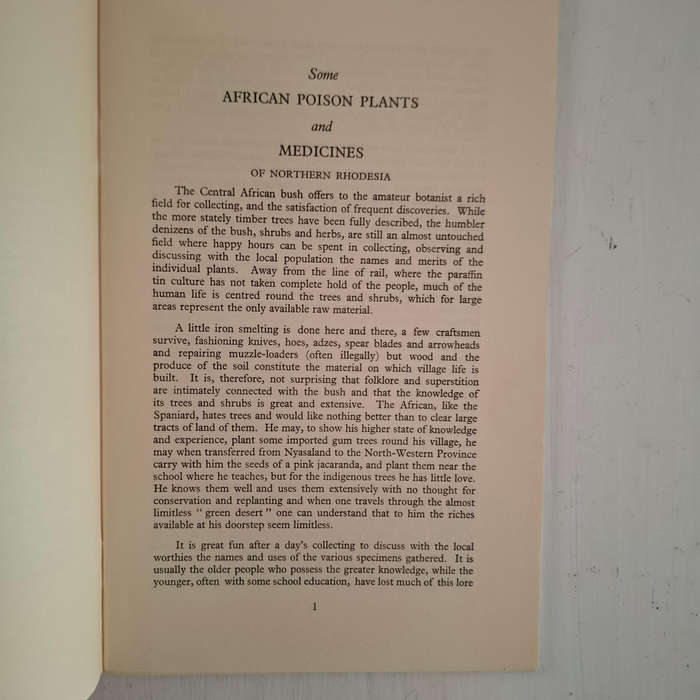 Some
AFRICAN POISON PLANTS
and
MEDICINES
OF NORTHERN RHODESIA
The Central African bush offers to the amateur botanist a rich
field for collecting, and the satisfaction of frequent discoveries. While
the more stately timber trees have been fully described, the humbler
denizens of the bush, shrubs and herbs, are still an almost untouched
field where happy hours can be spent in collecting, observing and
discussing with the local population the names and merits of the
individual plants. Away from the line of rail, where the paraffin
tin culture has not taken complete hold of the people, much of the
human life is centred round the trees and shrubs, which for large
areas represent the only available raw material.
A little iron smelting is done here and there, a few craftsmen
survive, fashioning knives, hoes, adzes, spear blades and arrowheads
and repairing muzzle-loaders (often illegally) but wood and the
produce of the soil constitute the material on which village life is
built. It is, therefore, not surprising that folklore and superstition
are intimately connected with the bush and that the knowledge of
its trees and shrubs is great and extensive. The African, like the
Spaniard, hates trees and would like nothing better than to clear large
tracts of land of them. He may, to show his higher state of knowledge
and experience, plant some imported gum trees round his village, he
may when transferred from Nyasaland to the North-Western Province
carry with him the seeds of a pink jacaranda, and plant them near the
school where he teaches, but for the indigenous trees he has little love.
He knows them well and uses them extensively with no thought for
conservation and replanting and when one travels through the almost
limitless " green desert " one can understand that to him the riches
available at his doorstep seem limitless.
It is great fun after a day's collecting to discuss with the local
worthies the names and uses of the various specimens gathered. It is
usually the older people who possess the greater knowledge, while the
younger, often with some school education, have lost much of this lore
1